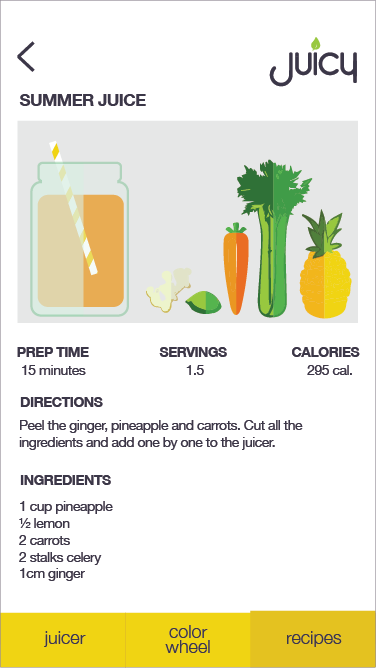 juicy
SUMMER JUICE
PREP TIME
15 minutes
SERVINGS
1.5
CALORIES
295 cal.
DIRECTIONS
Peel the ginger, pineapple and carrots. Cut all the
ingredients and add one by one to the juicer.
INGREDIENTS
1 cup pineapple
½ lemon
2 carrots
2 stalks celery
1cm ginger
juicer
color
wheel
recipes